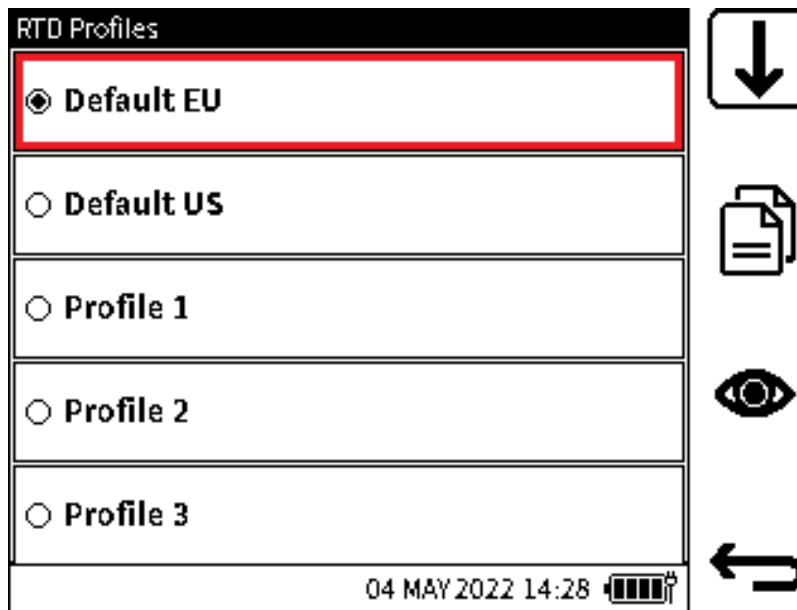 RTD Profiles
Default EU
Default US
Profile 1
Profile 2
Profile 3
04 MAY 2022 14:28